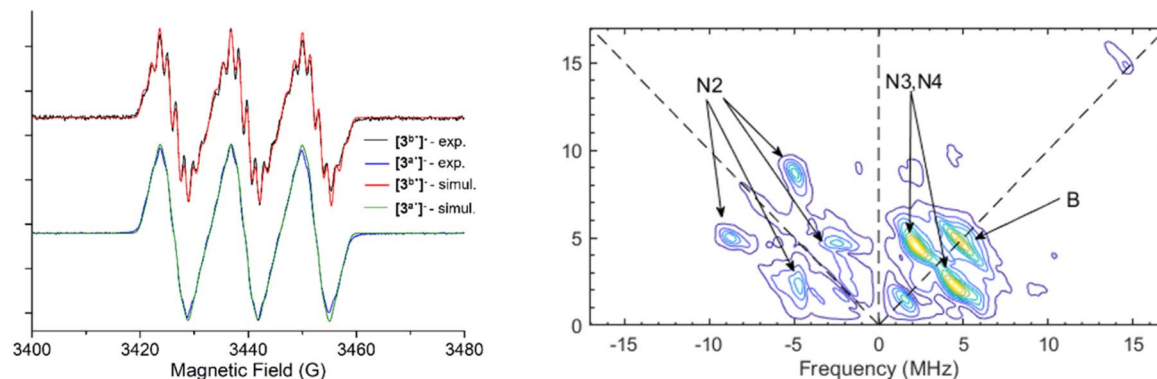 [3ᵇ•]⁻ - exp.
[3ᵃ•]⁻ - exp.
[3ᵇ•]⁻ - simul.
[3ᵃ•]⁻ - simul.
3400 3420 3440 3460 3480
Magnetic Field (G)
15
10
5
0
N2
N3,N4
B
-15 -10 -5 0 5 10 15
Frequency (MHz)